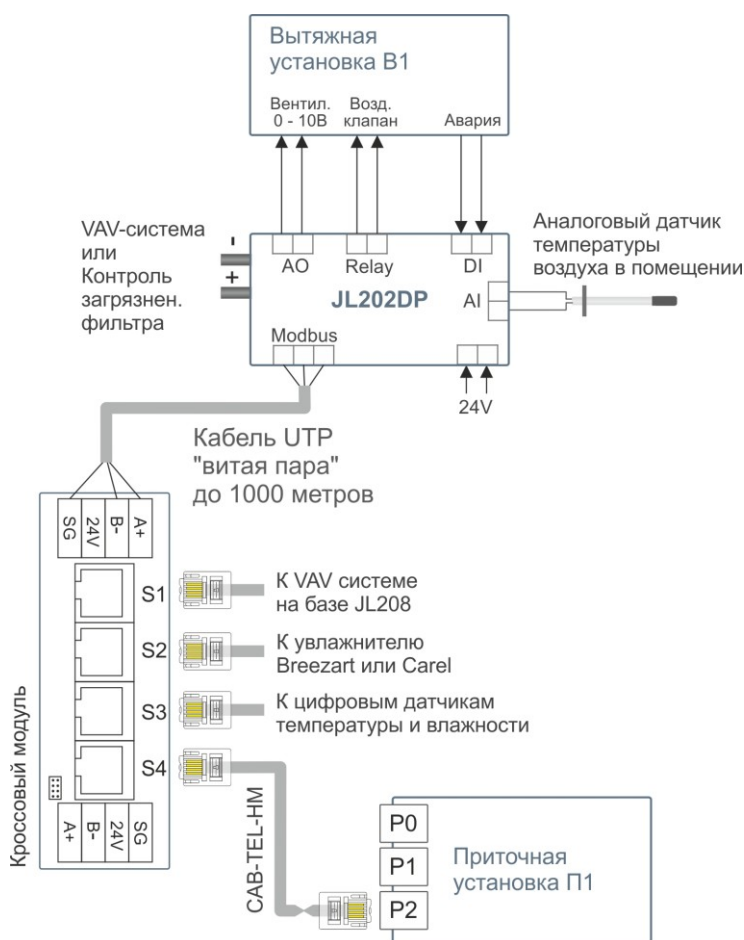 Вытяжная
установка В1
Вентил.
0 - 10В
Возд.
клапан
Авария
VAV-система
или
Контроль
загрязнен.
фильтра
-
+
AO
Relay
DI
JL202DP
AI
Modbus
24V
Аналоговый датчик
температуры
воздуха в помещении
Кабель UTP
"витая пара"
до 1000 метров
SG
24V
B-
A+
S1
К VAV системе
на базе JL208
S2
К увлажнителю
Breezart или Carel
S3
К цифровым датчикам
температуры и влажности
S4
Кроссовый модуль
A+
B-
24V
SG
CAB-TEL-HM
P0
P1
P2
Приточная
установка П1